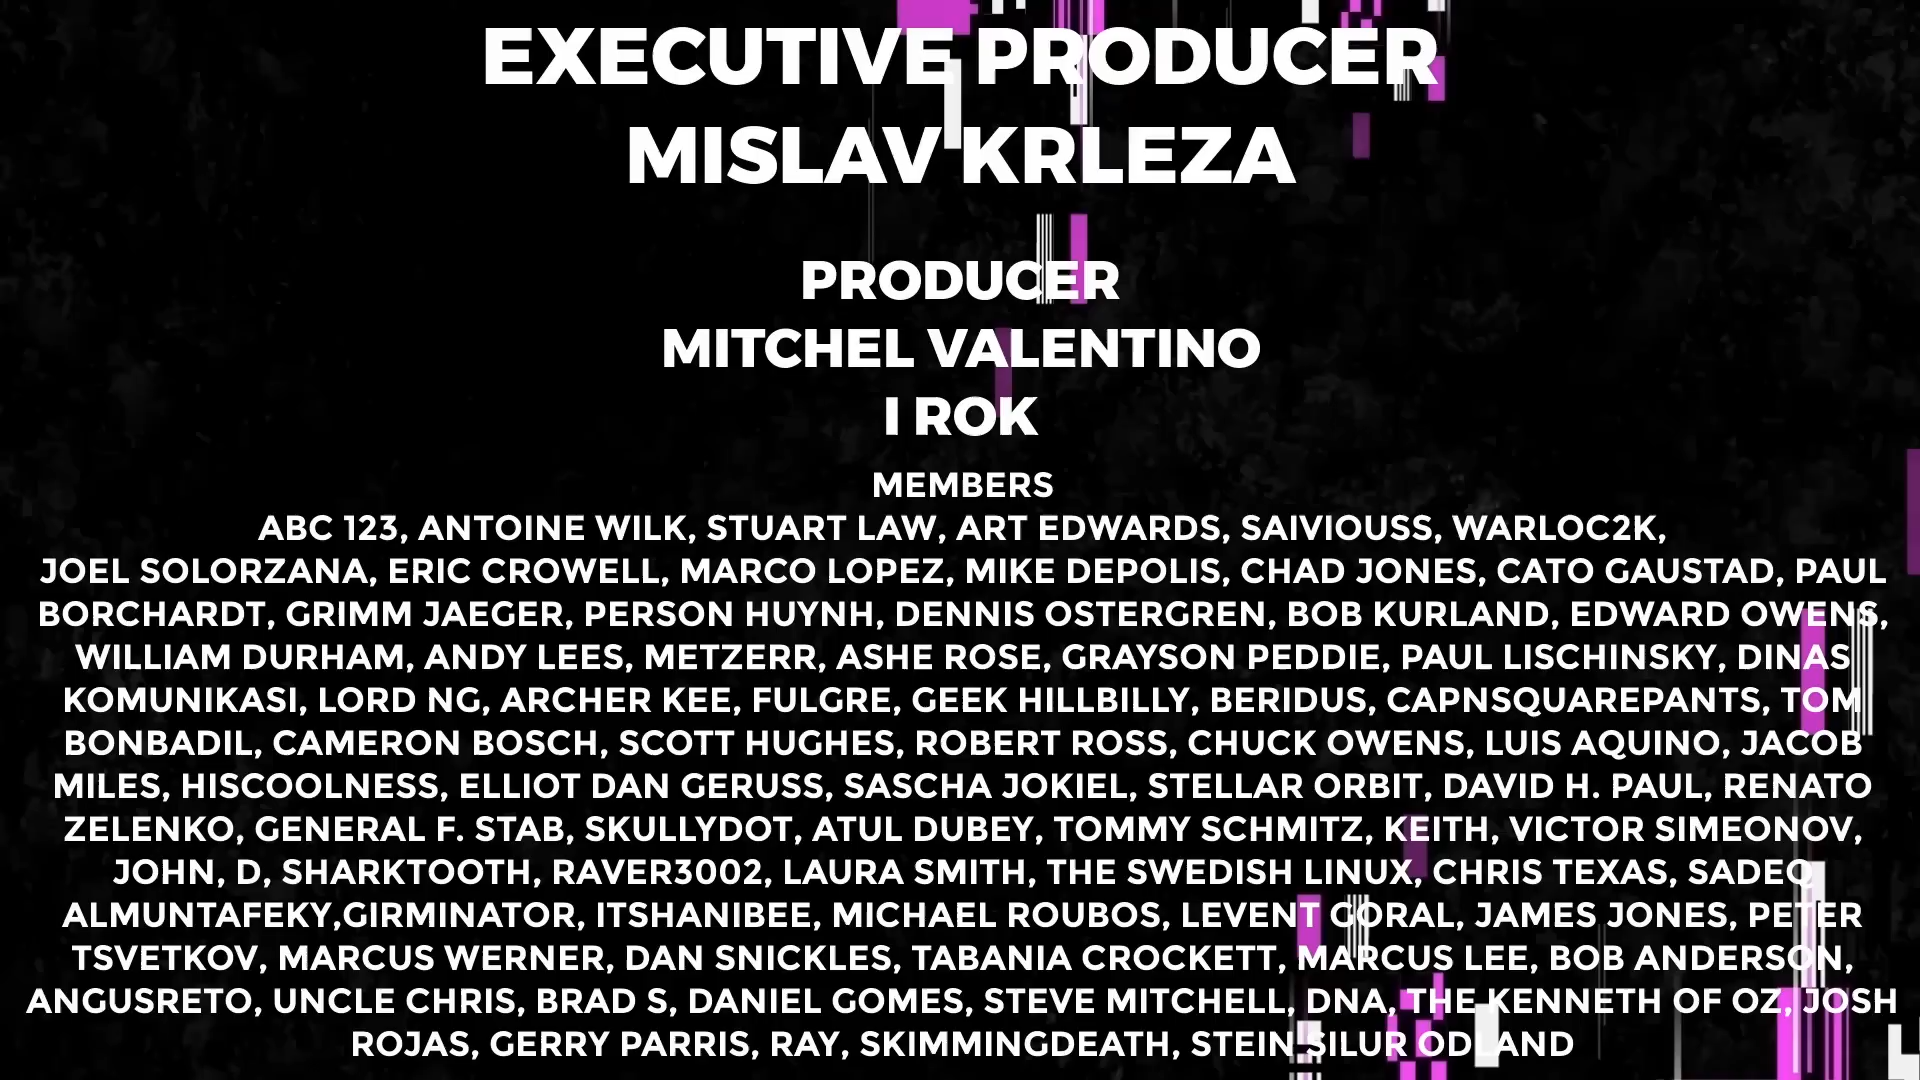 EXECUTIVE PRODUCER
MISLAV KRLEZA
PRODUCER
MITCHEL VALENTINO
I ROK
MEMBERS
ABC 123, ANTOINE WILK, STUART LAW, ART EDWARDS, SAIVIOUSS, WARLOC2K,
JOEL SOLORZANA, ERIC CROWELL, MARCO LOPEZ, MIKE DEPOLIS, CHAD JONES, CATO GAUSTAD, PAUL
BORCHARDT, GRIMM JAEGER, PERSON HUYNH, DENNIS OSTERGREN, BOB KURLAND, EDWARD OWENS,
WILLIAM DURHAM, ANDY LEES, METZERR, ASHE ROSE, GRAYSON PEDDIE, PAUL LISCHINSKY, DINAS
KOMUNIKASI, LORD NG, ARCHER KEE, FULGRE, GEEK HILLBILLY, BERIDUS, CAPNSQUAREPANTS, TOM
BONBADIL, CAMERON BOSCH, SCOTT HUGHES, ROBERT ROSS, CHUCK OWENS, LUIS AQUINO, JACOB
MILES, HISCOOLNESS, ELLIOT DAN GERUSS, SASCHA JOKIEL, STELLAR ORBIT, DAVID H. PAUL, RENATO
ZELENKO, GENERAL F. STAB, SKULLYDOT, ATUL DUBEY, TOMMY SCHMITZ, KEITH, VICTOR SIMEONOV,
JOHN, D, SHARKTOOTH, RAVER3002, LAURA SMITH, THE SWEDISH LINUX, CHRIS TEXAS, SADEQ
ALMUNTAFEKY,GIRMINATOR, ITSHANIBEE, MICHAEL ROUBOS, LEVENT GORAL, JAMES JONES, PETER
TSVETKOV, MARCUS WERNER, DAN SNICKLES, TABANIA CROCKETT, MARCUS LEE, BOB ANDERSON,
ANGUSRETO, UNCLE CHRIS, BRAD S, DANIEL GOMES, STEVE MITCHELL, DNA, THE KENNETH OF OZ, JOSH
ROJAS, GERRY PARRIS, RAY, SKIMMINGDEATH, STEIN SILUR ODLAND